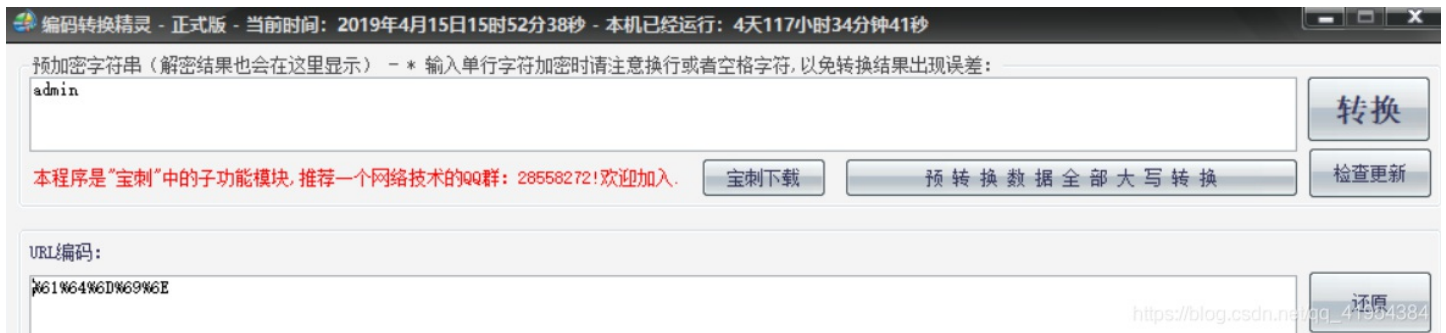 编码转换精灵 - 正式版 - 当前时间：2019年4月15日15时52分38秒 - 本机已经运行：4天117小时34分钟41秒
预加密字符串（解密结果也会在这里显示） - * 输入单行字符加密时请注意换行或者空格字符,以免转换结果出现误差：
admin
转换
本程序是"宝刺"中的子功能模块,推荐一个网络技术的QQ群：28558272!欢迎加入.
宝刺下载
预 转 换 数 据 全 部 大 写 转 换
检查更新
URL编码：
%61%64%6D%69%6E
还原
https://blog.csdn.net/qq_41954384